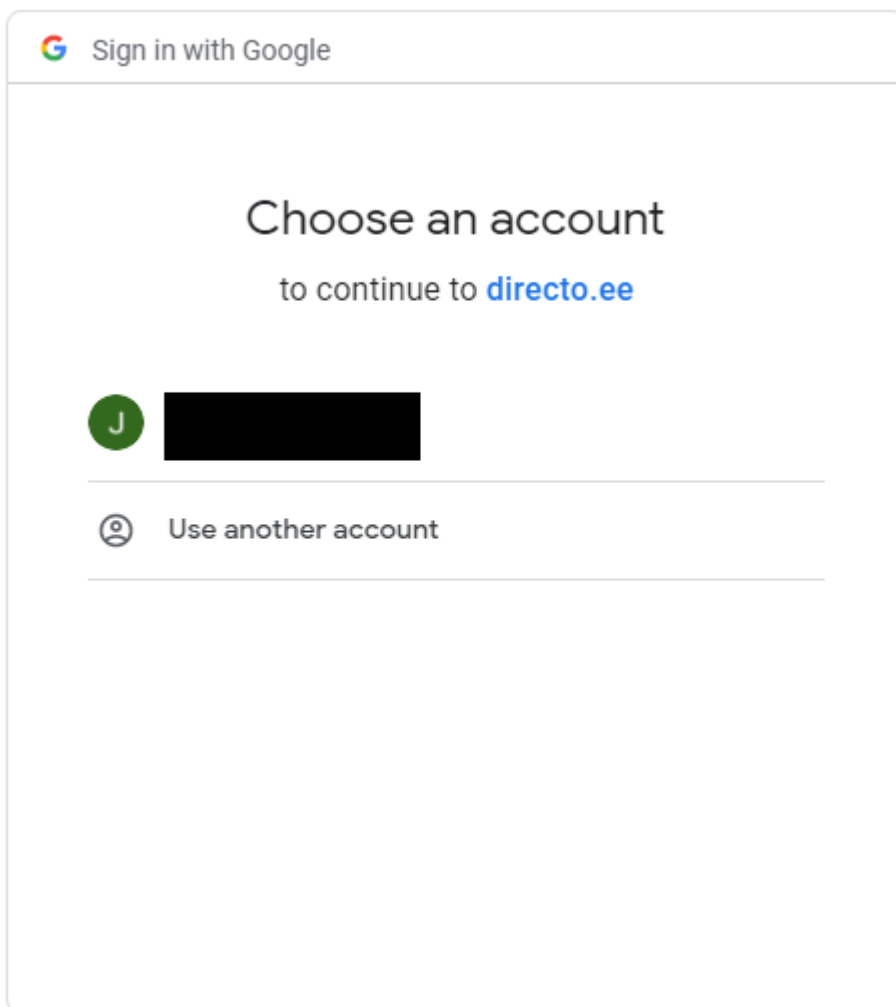 Sign in with Google
Choose an account
to continue to directo.ee
J
Use another account